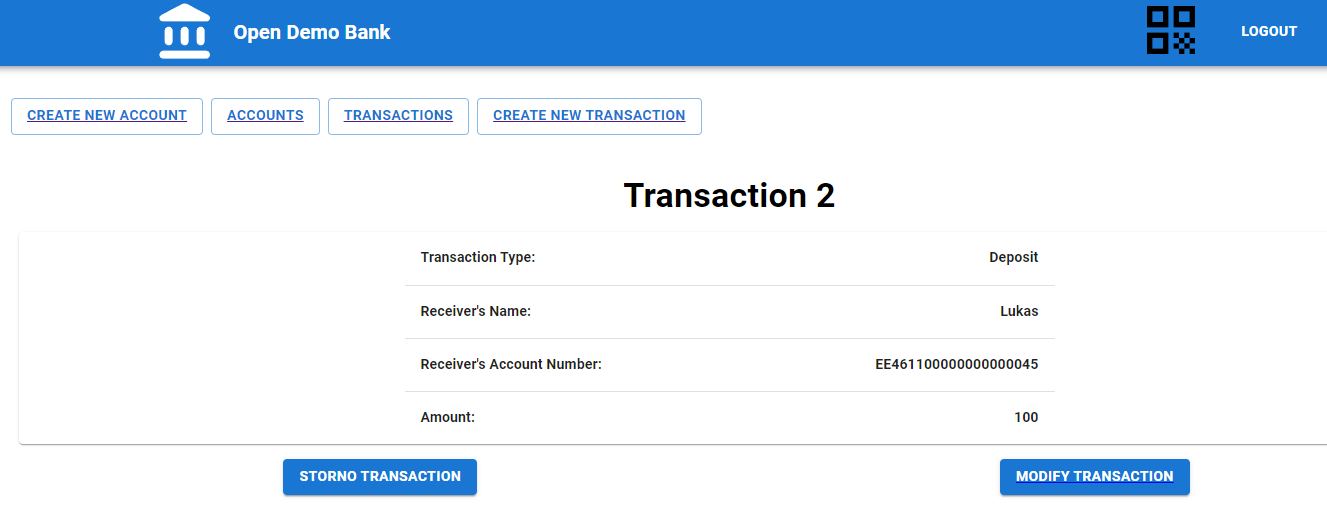 Open Demo Bank LOGOUT
CREATE NEW ACCOUNT ACCOUNTS TRANSACTIONS CREATE NEW TRANSACTION
Transaction 2
Transaction Type: Deposit
Receiver's Name: Lukas
Receiver's Account Number: EE461100000000000045
Amount: 100
STORNO TRANSACTION MODIFY TRANSACTION